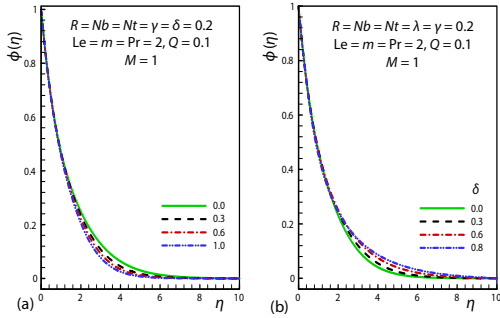 R = Nb = Nt = γ = δ = 0.2
Le = m = Pr = 2, Q = 0.1
M = 1
ϕ(η)
1
0.8
0.6
0.4
0.2
0
0.0
0.3
0.6
1.0
0 2 4 6 8 10
(a)
η
R = Nb = Nt = λ = γ = 0.2
Le = m = Pr = 2, Q = 0.1
M = 1
ϕ(η)
1
0.8
0.6
0.4
0.2
0
δ
0.0
0.3
0.6
0.8
0 2 4 6 8 10
(b)
η